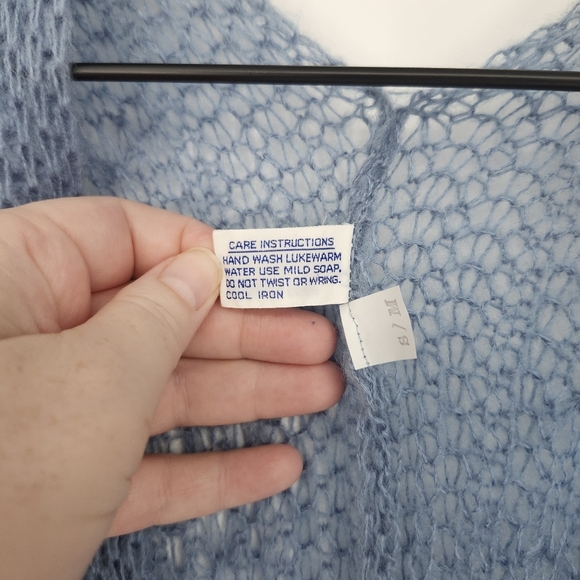 CARE INSTRUCTIONS
HAND WASH LUKEWARM
WATER USE MILD SOAP.
DO NOT TWIST OR WRING.
COOL IRON
S/M